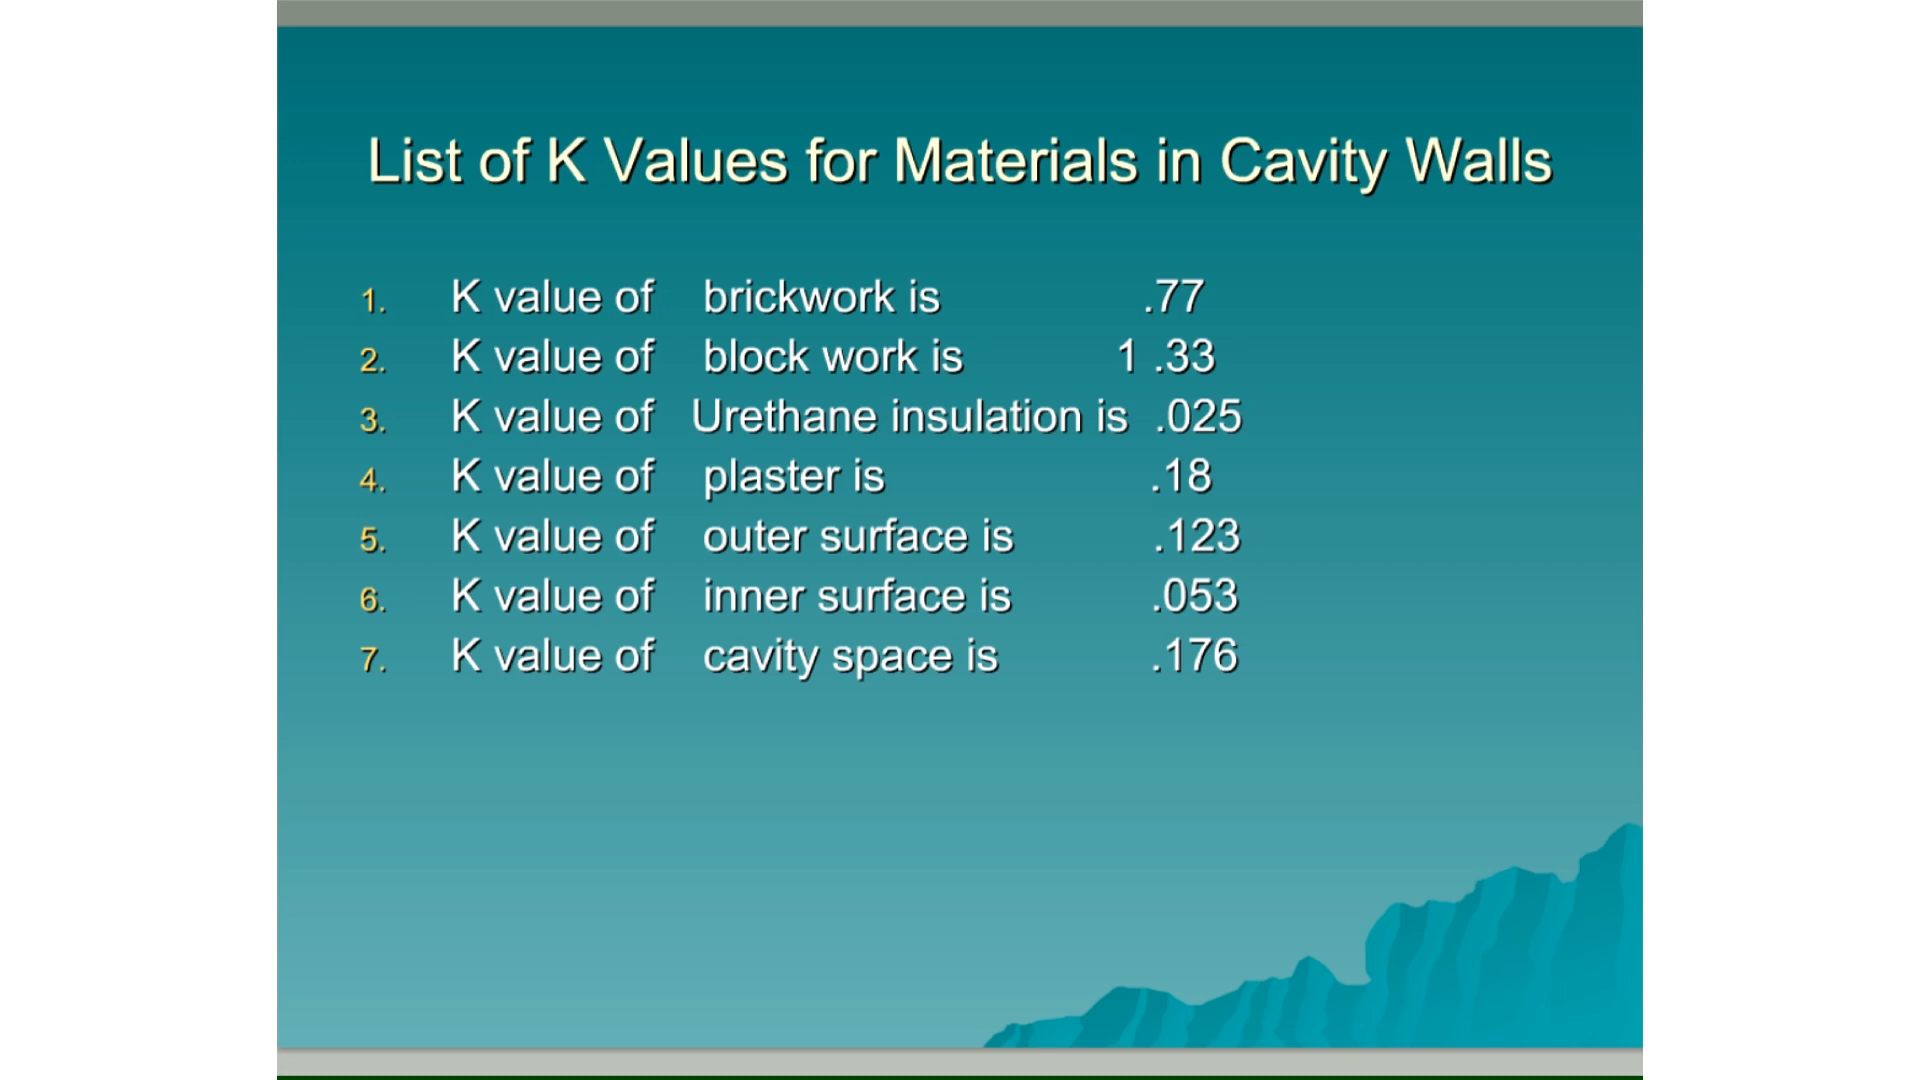 List of K Values for Materials in Cavity Walls
1. K value of brickwork is .77
2. K value of block work is 1 .33
3. K value of Urethane insulation is .025
4. K value of plaster is .18
5. K value of outer surface is .123
6. K value of inner surface is .053
7. K value of cavity space is .176